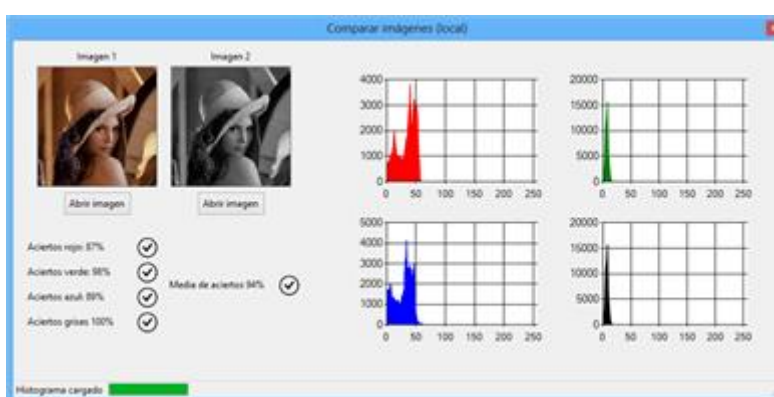 Comparar imágenes (local)
Imagen 1
Imagen 2
Abrir imagen
Abrir imagen
Aciertos rojo: 87%
Aciertos verde: 98%
Aciertos azul: 89%
Aciertos grises 100%
Media de aciertos 94%
4000
3000
2000
1000
0
0 50 100 150 200 250
20000
15000
10000
5000
0
0 50 100 150 200 250
5000
4000
3000
2000
1000
0
0 50 100 150 200 250
20000
15000
10000
5000
0
0 50 100 150 200 250
Histograma cargado